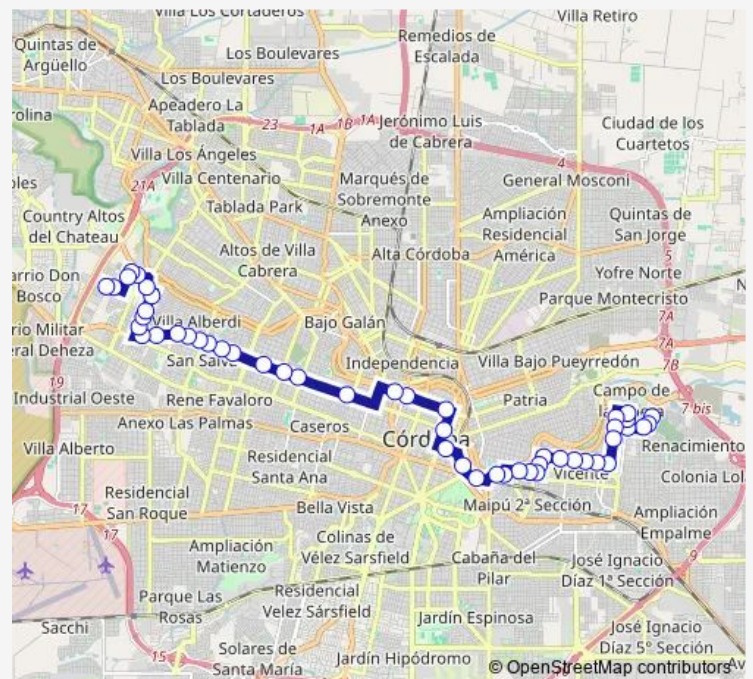 Villa Los Cortaderos
Villa Retiro
Quintas de
Argüello
Remedios de
Escalada
Los Boulevares
Los Boulevares
Apeadero La
Tablada
23
1A
1B
1A
Jerónimo Luis
de Cabrera
Ciudad de los
Cuartetos
4
Villa Los Ángeles
Villa Centenario
21A
Marqués de
Sobremonte
Anexo
General Mosconi
Tablada Park
Country Altos
del Chateau
Ampliación
Residencial
América
Quintas de
San Jorge
5
Altos de Villa
Cabrera
Alta Córdoba
Yofre Norte
Parque Montecristo
Bosco
Villa Alberdi
Bajo Galán
7A
7A
7B
Independencia
Villa Bajo Pueyrredón
19
Industrial Oeste
Rene Favaloro
Patria
Campo de
7 bis
Anexo Las Palmas
Caseros
Renacimiento
Villa Alberto
Residencial
Santa Ana
Vicente
Residencial
San Roque
Bella Vista
Maipú 2ª Sección
Ampliación
Empalme
17
17
Colinas de
Vélez Sarsfield
Ampliación
Matienzo
Cabaña del
Pilar
José Ignacio
Díaz 1ª Sección
9
Parque Las
Rosas
Residencial
Velez Sársfield
Jardín Espinosa
Sacchi
José Ignacio
Díaz 5º Sección
15
Solares de
Santa María
Jardín Hipódromo
© OpenStreetMap contributors